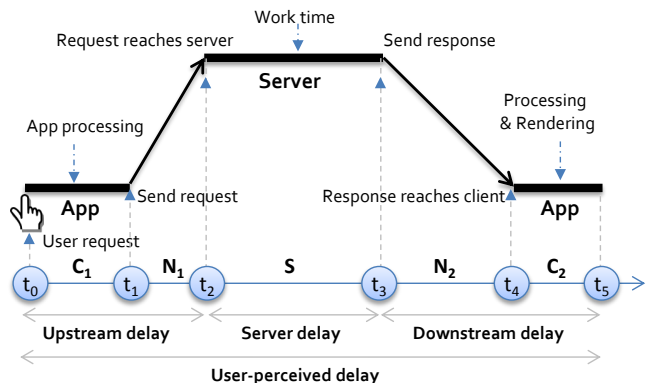 Work time
Request reaches server
Send response
Server
Processing
& Rendering
App processing
App
Send request
Response reaches client
App
User request
C₁ N₁ S N₂ C₂
t₀ t₁ t₂ t₃ t₄ t₅
Upstream delay Server delay Downstream delay
User-perceived delay